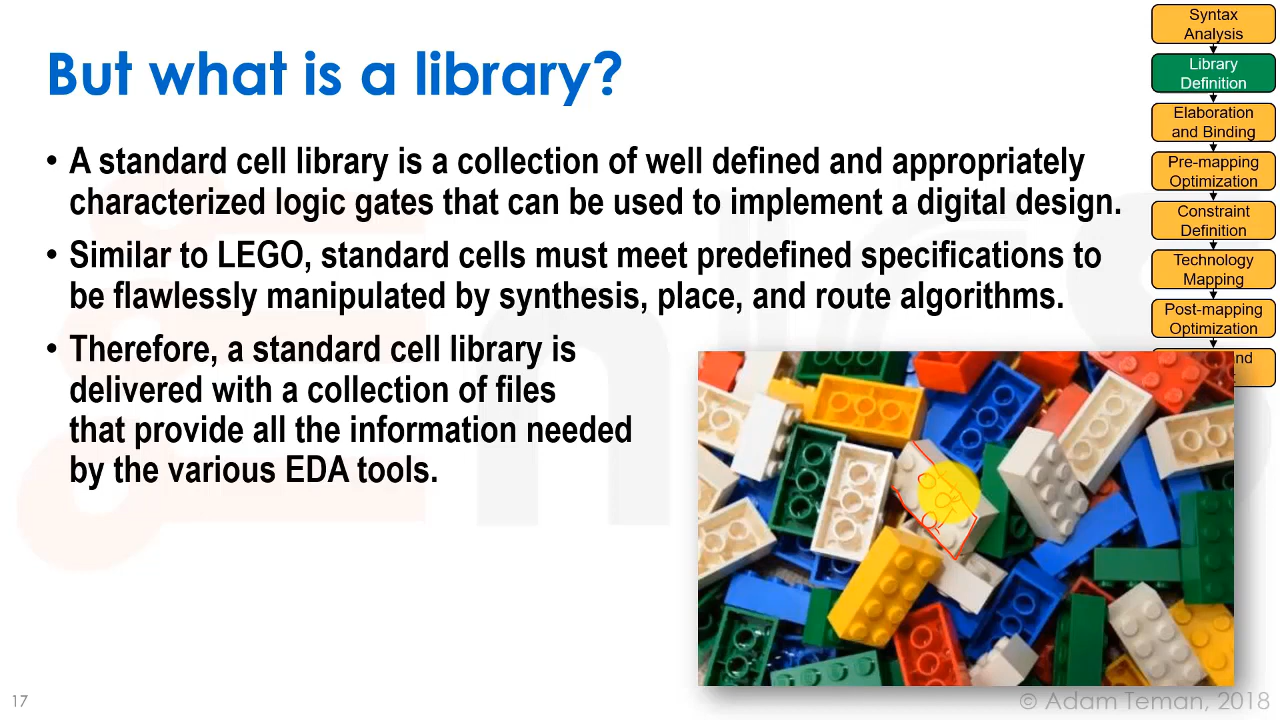 But what is a library?
• A standard cell library is a collection of well defined and appropriately
characterized logic gates that can be used to implement a digital design.
• Similar to LEGO, standard cells must meet predefined specifications to
be flawlessly manipulated by synthesis, place, and route algorithms.
• Therefore, a standard cell library is
delivered with a collection of files
that provide all the information needed
by the various EDA tools.
Syntax
Analysis
Library
Definition
Elaboration
and Binding
Pre-mapping
Optimization
Constraint
Definition
Technology
Mapping
Post-mapping
Optimization
17
© Adam Teman, 2018